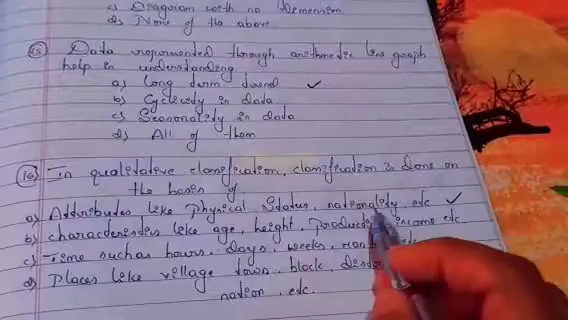 c) Diagram with no Dimension
d) None of the above
15) Data represented through arithmetic line graph
help in understanding
a) Long term trend ✓
b) Cyclicity in data
c) Seasonality in data
d) All of them
16) In qualitative classification, classification is done on
the bases of
a) Attributes like Physical Status, nationality, etc ✓
b) characteristics like age, height, production, income etc
c) Time such as hours, days, weeks,
d) Places like village town, block,
nation, etc.